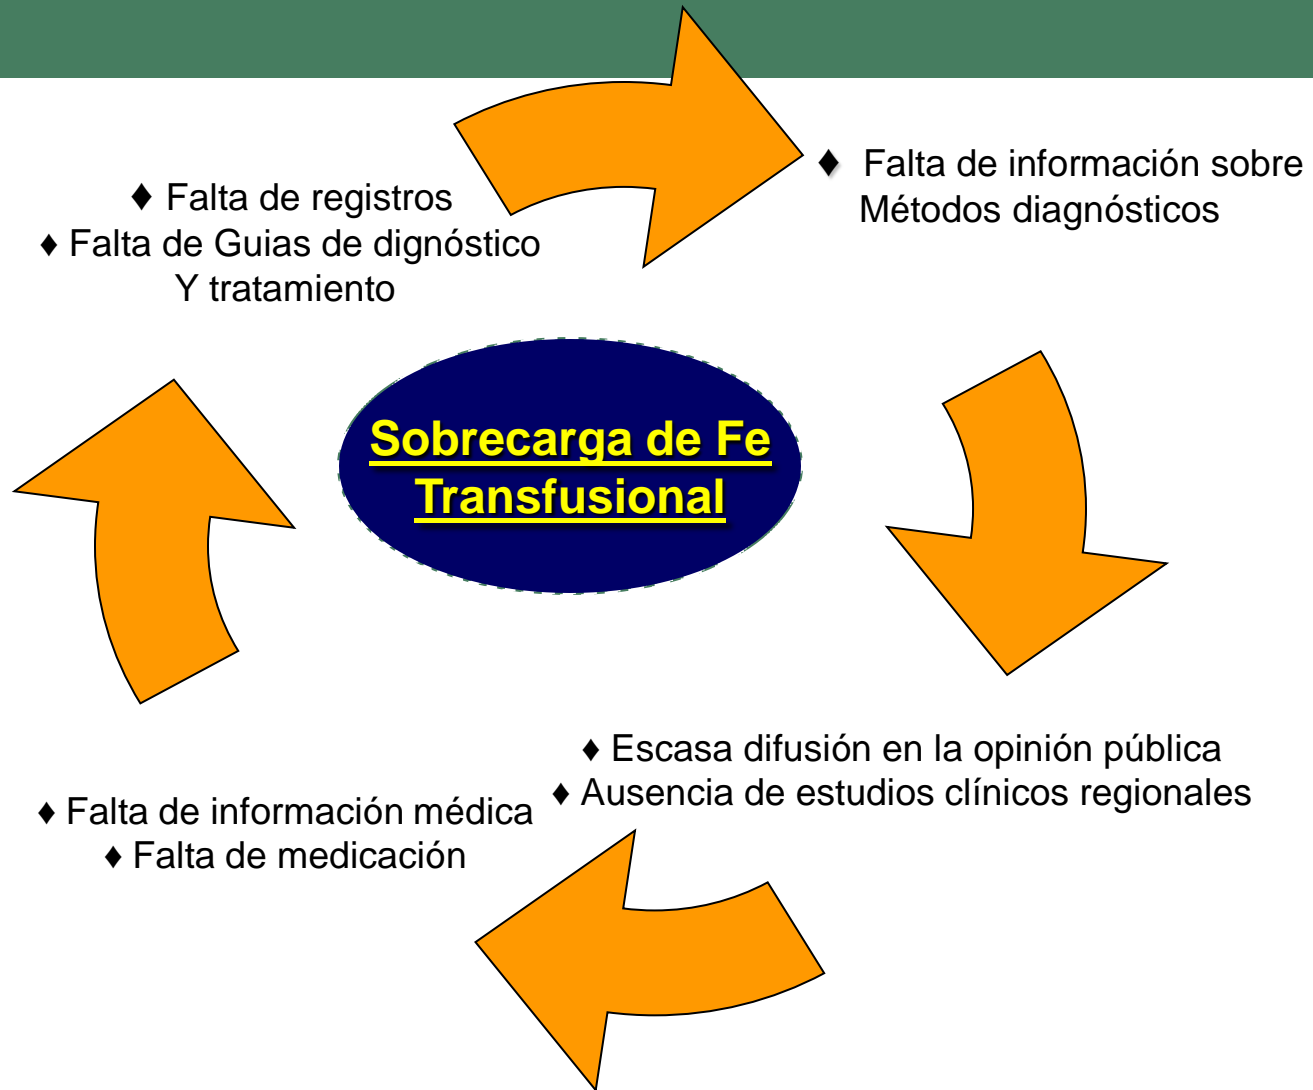 ♦ Falta de registros
♦ Falta de Guias de dignóstico
Y tratamiento
♦ Falta de información sobre
Métodos diagnósticos
Sobrecarga de Fe
Transfusional
♦ Escasa difusión en la opinión pública
♦ Ausencia de estudios clínicos regionales
♦ Falta de información médica
♦ Falta de medicación